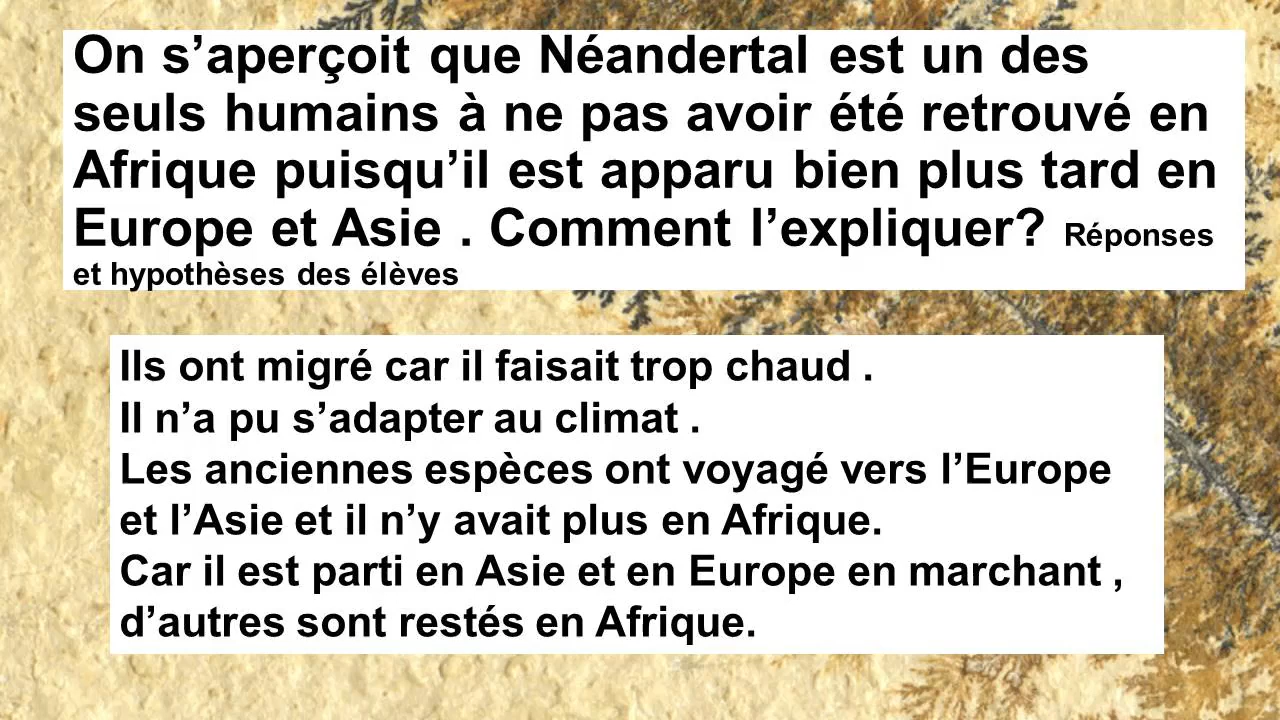 On s’aperçoit que Néandertal est un des
seuls humains à ne pas avoir été retrouvé en
Afrique puisqu’il est apparu bien plus tard en
Europe et Asie . Comment l’expliquer? Réponses
et hypothèses des élèves
Ils ont migré car il faisait trop chaud .
Il n’a pu s’adapter au climat .
Les anciennes espèces ont voyagé vers l’Europe
et l’Asie et il n’y avait plus en Afrique.
Car il est parti en Asie et en Europe en marchant ,
d’autres sont restés en Afrique.